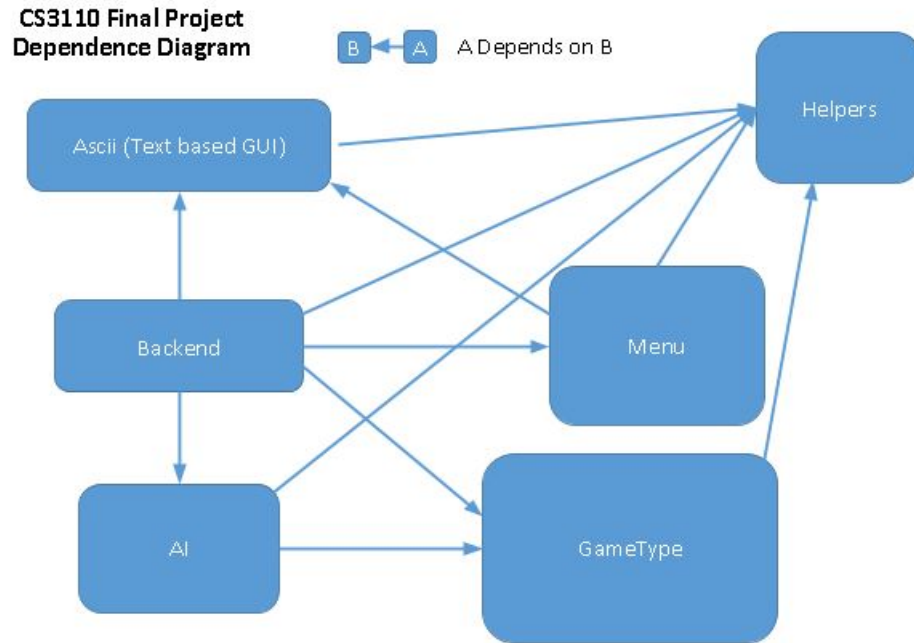 CS3110 Final Project
Dependence Diagram
B A A Depends on B
Helpers
Ascii (Text based GUI)
Backend
Menu
AI
GameType